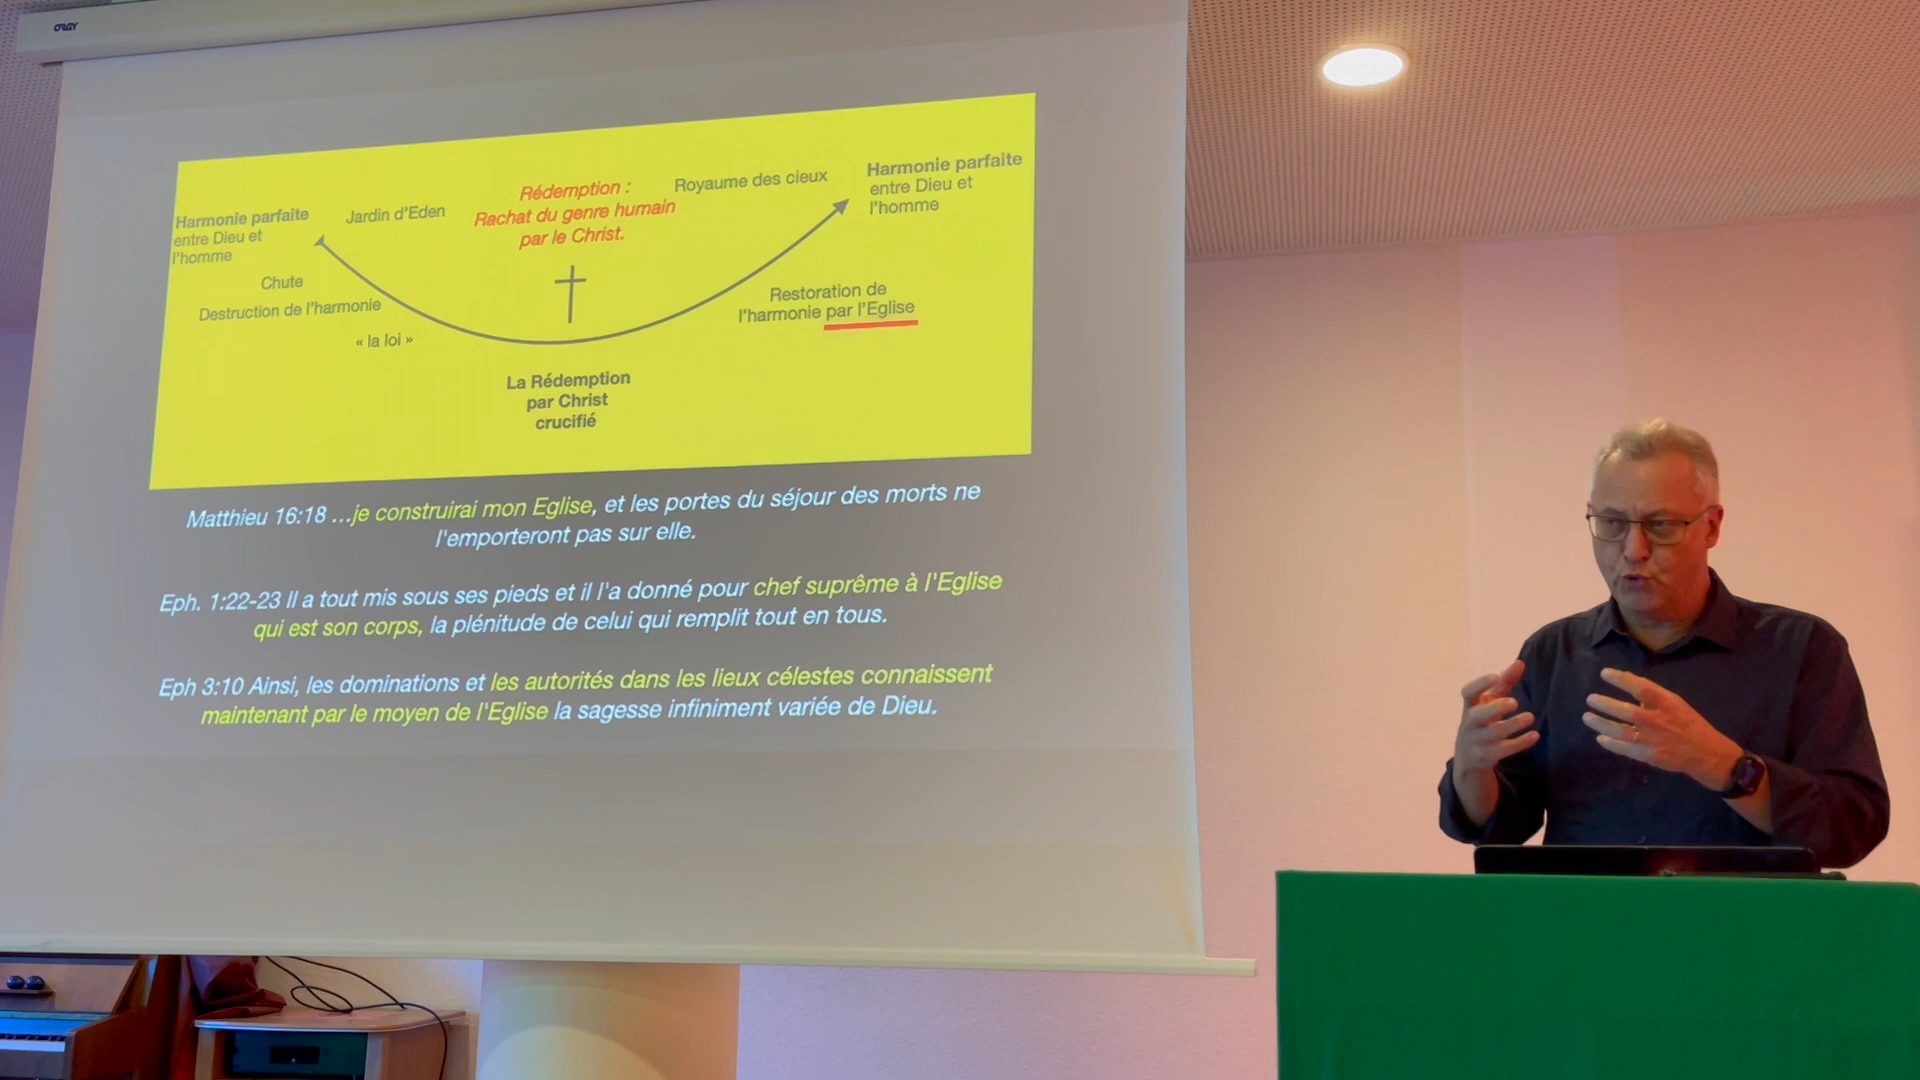 ORAY
Harmonie parfaite
entre Dieu et
l'homme
Jardin d'Eden
Rédemption :
Rachat du genre humain
par le Christ.
Royaume des cieux
Harmonie parfaite
entre Dieu et
l'homme
Chute
Destruction de l'harmonie
« la loi »
Restoration de
l'harmonie par l'Eglise
La Rédemption
par Christ
crucifié
Matthieu 16:18 ...je construirai mon Eglise, et les portes du séjour des morts ne
l'emporteront pas sur elle.
Eph. 1:22-23 Il a tout mis sous ses pieds et il l'a donné pour chef suprême à l'Eglise
qui est son corps, la plénitude de celui qui remplit tout en tous.
Eph 3:10 Ainsi, les dominations et les autorités dans les lieux célestes connaissent
maintenant par le moyen de l'Eglise la sagesse infiniment variée de Dieu.